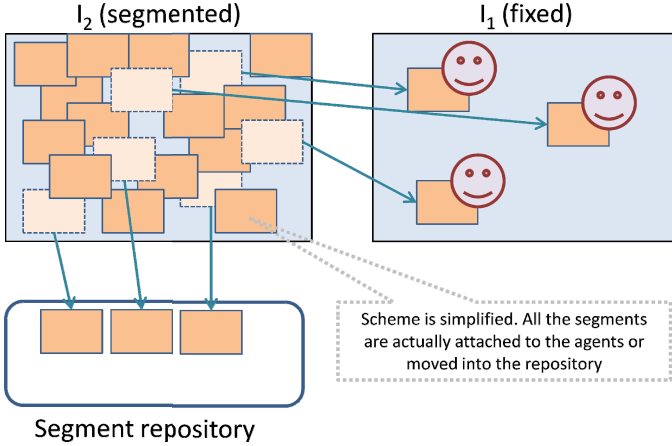 I₂ (segmented)
I₁ (fixed)
Scheme is simplified. All the segments
are actually attached to the agents or
moved into the repository
Segment repository